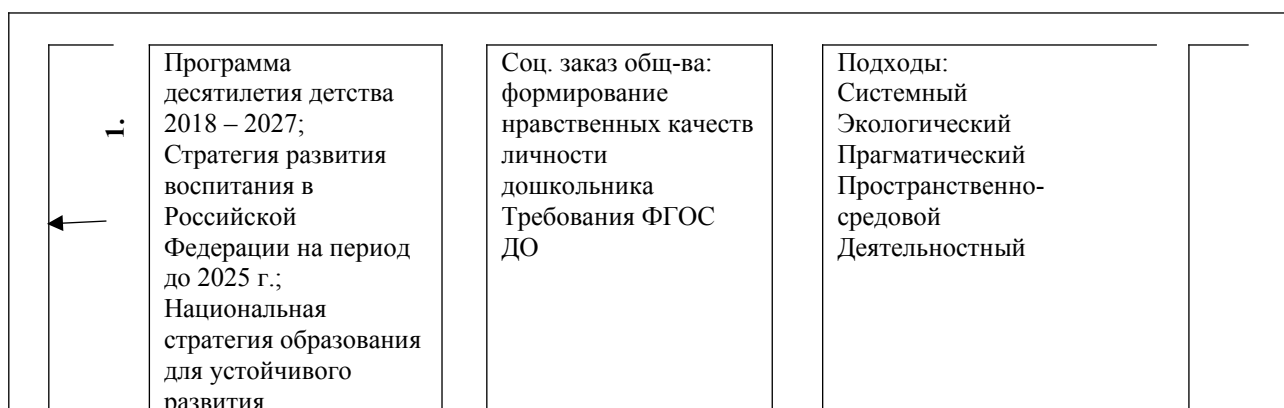 1.
Программа
десятилетия детства
2018 – 2027;
Стратегия развития
воспитания в
Российской
Федерации на период
до 2025 г.;
Национальная
стратегия образования
для устойчивого
развития
Соц. заказ общ-ва:
формирование
нравственных качеств
личности
дошкольника
Требования ФГОС
ДО
Подходы:
Системный
Экологический
Прагматический
Пространственно-
средовой
Деятельностный